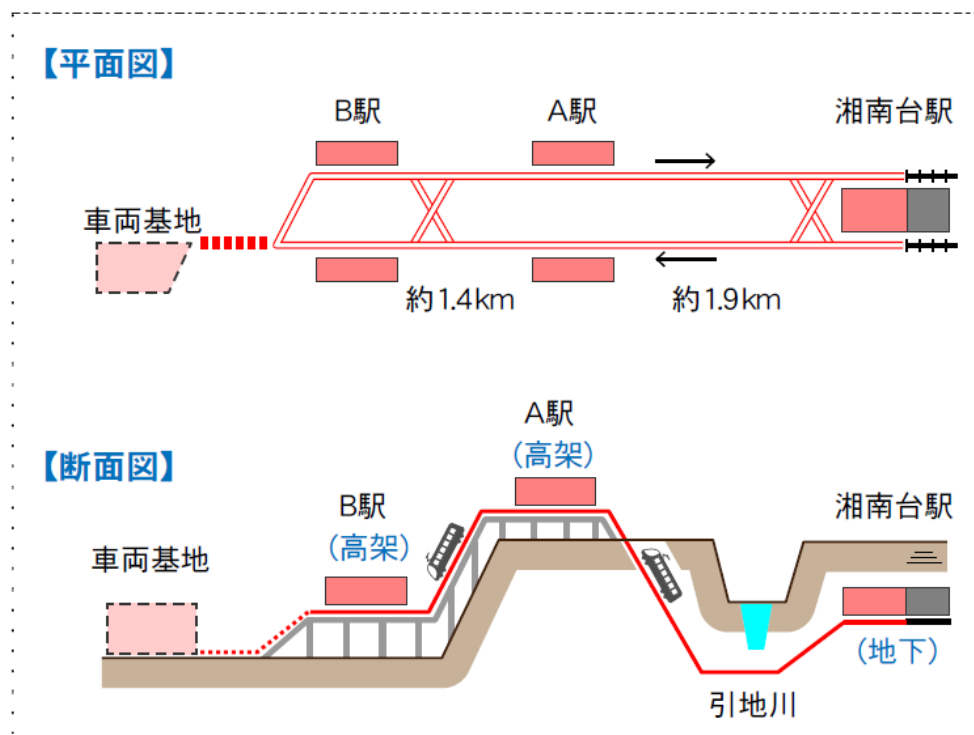 【平面図】
B駅
A駅
湘南台駅
車両基地
約1.4km
約1.9km
【断面図】
A駅
(高架)
B駅
(高架)
湘南台駅
車両基地
(地下)
引地川